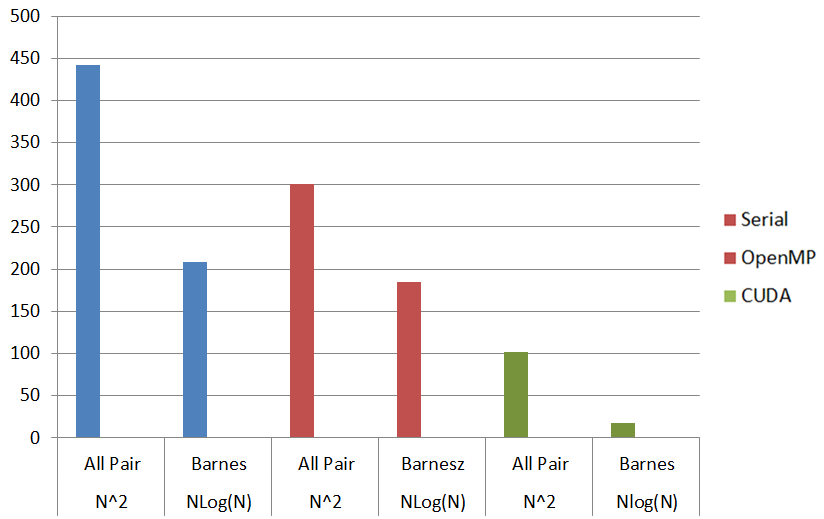 500
450
400
350
300
250
200
150
100
50
0
All Pair Barnes All Pair Barnesz All Pair Barnes
N^2 NLog(N) N^2 NLog(N) N^2 Nlog(N)
Serial
OpenMP
CUDA